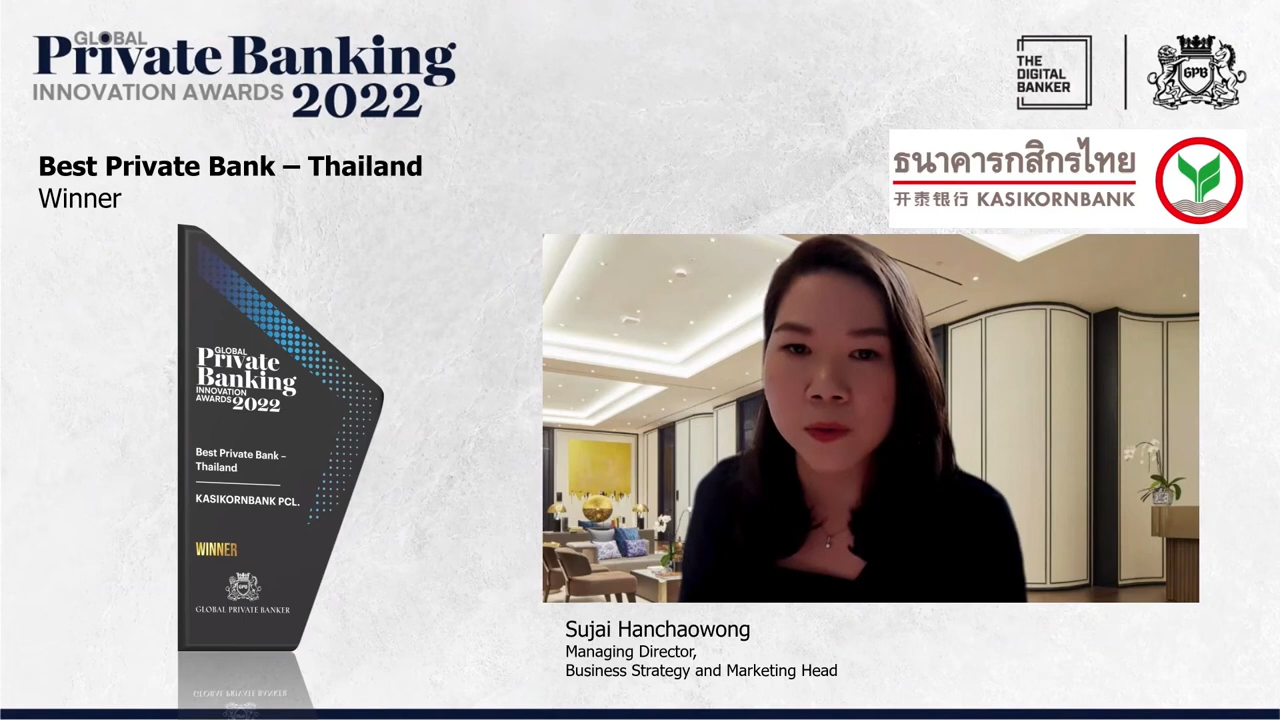 GLOBAL
Private Banking
INNOVATION AWARDS 2022
THE
DIGITAL
BANKER
GPB
Best Private Bank – Thailand
Winner
ธนาคารกสิกรไทย
开泰银行 KASIKORNBANK
GLOBAL
Private
Banking
INNOVATION
AWARDS 2022
Best Private Bank –
Thailand
KASIKORNBANK PCL.
WINNER
GPB
GLOBAL PRIVATE BANKER
Sujai Hanchaowong
Managing Director,
Business Strategy and Marketing Head